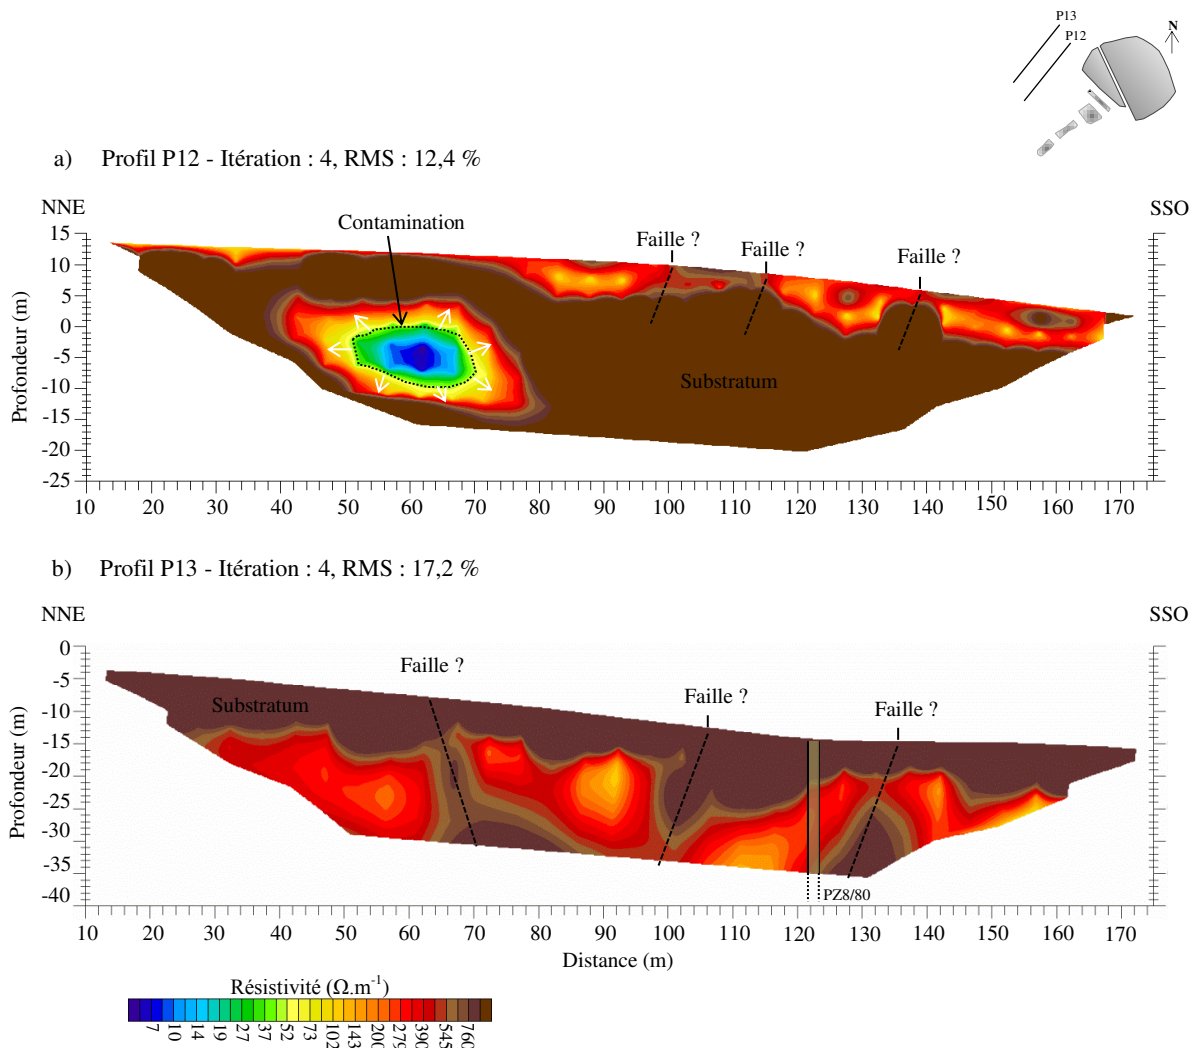 P13
P12
N
a) Profil P12 - Itération : 4, RMS : 12,4 %
NNE
SSO
Contamination
Faille ?
Faille ?
Faille ?
Profondeur (m)
15
10
5
0
-5
-10
-15
-20
-25
Substratum
10 20 30 40 50 60 70 80 90 100 110 120 130 140 150 160 170
b) Profil P13 - Itération : 4, RMS : 17,2 %
NNE
SSO
Faille ?
Faille ?
Faille ?
Substratum
Profondeur (m)
0
-5
-10
-15
-20
-25
-30
-35
-40
PZ8/80
10 20 30 40 50 60 70 80 90 100 110 120 130 140 150 160 170
Distance (m)
Résistivité (Ω.m⁻¹)
7 10 14 19 27 37 52 73 102 143 200 279 390 545 760